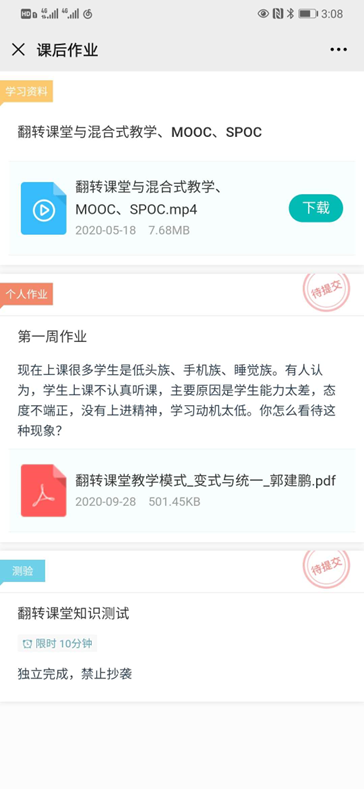 3:08
课后作业
学习资料
翻转课堂与混合式教学、MOOC、SPOC
翻转课堂与混合式教学、
MOOC、SPOC.mp4
下载
2020-05-18 7.68MB
待提交
个人作业
第一周作业
现在上课很多学生是低头族、手机族、睡觉族。有人认
为，学生上课不认真听课，主要原因是学生能力太差，态
度不端正，没有上进精神，学习动机太低。你怎么看待这
种现象？
翻转课堂教学模式_变式与统一_郭建鹏.pdf
2020-09-28 501.45KB
待提交
测验
翻转课堂知识测试
限时 10分钟
独立完成，禁止抄袭